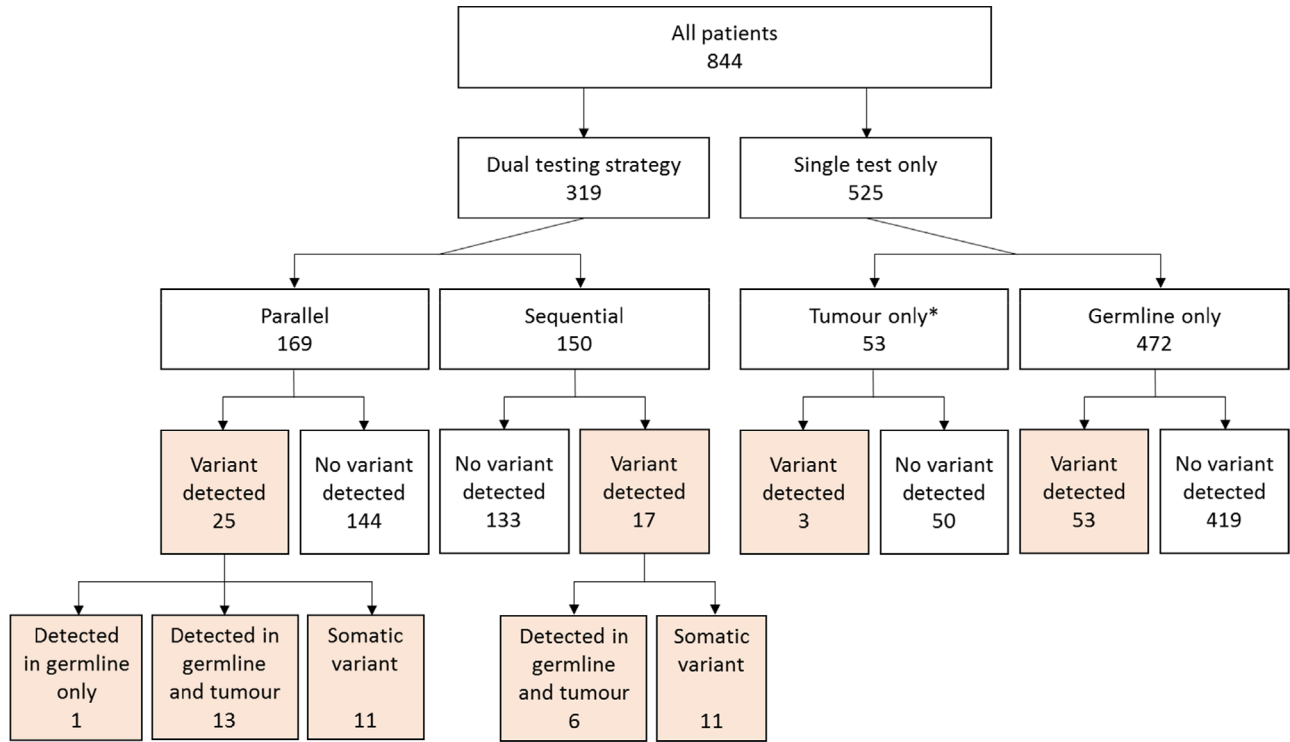 All patients
844
Dual testing strategy
319
Single test only
525
Parallel
169
Sequential
150
Tumour only*
53
Germline only
472
Variant
detected
25
No variant
detected
144
No variant
detected
133
Variant
detected
17
Variant
detected
3
No variant
detected
50
Variant
detected
53
No variant
detected
419
Detected
in germline
only
1
Detected in
germline
and tumour
13
Somatic
variant
11
Detected in
germline
and tumour
6
Somatic
variant
11